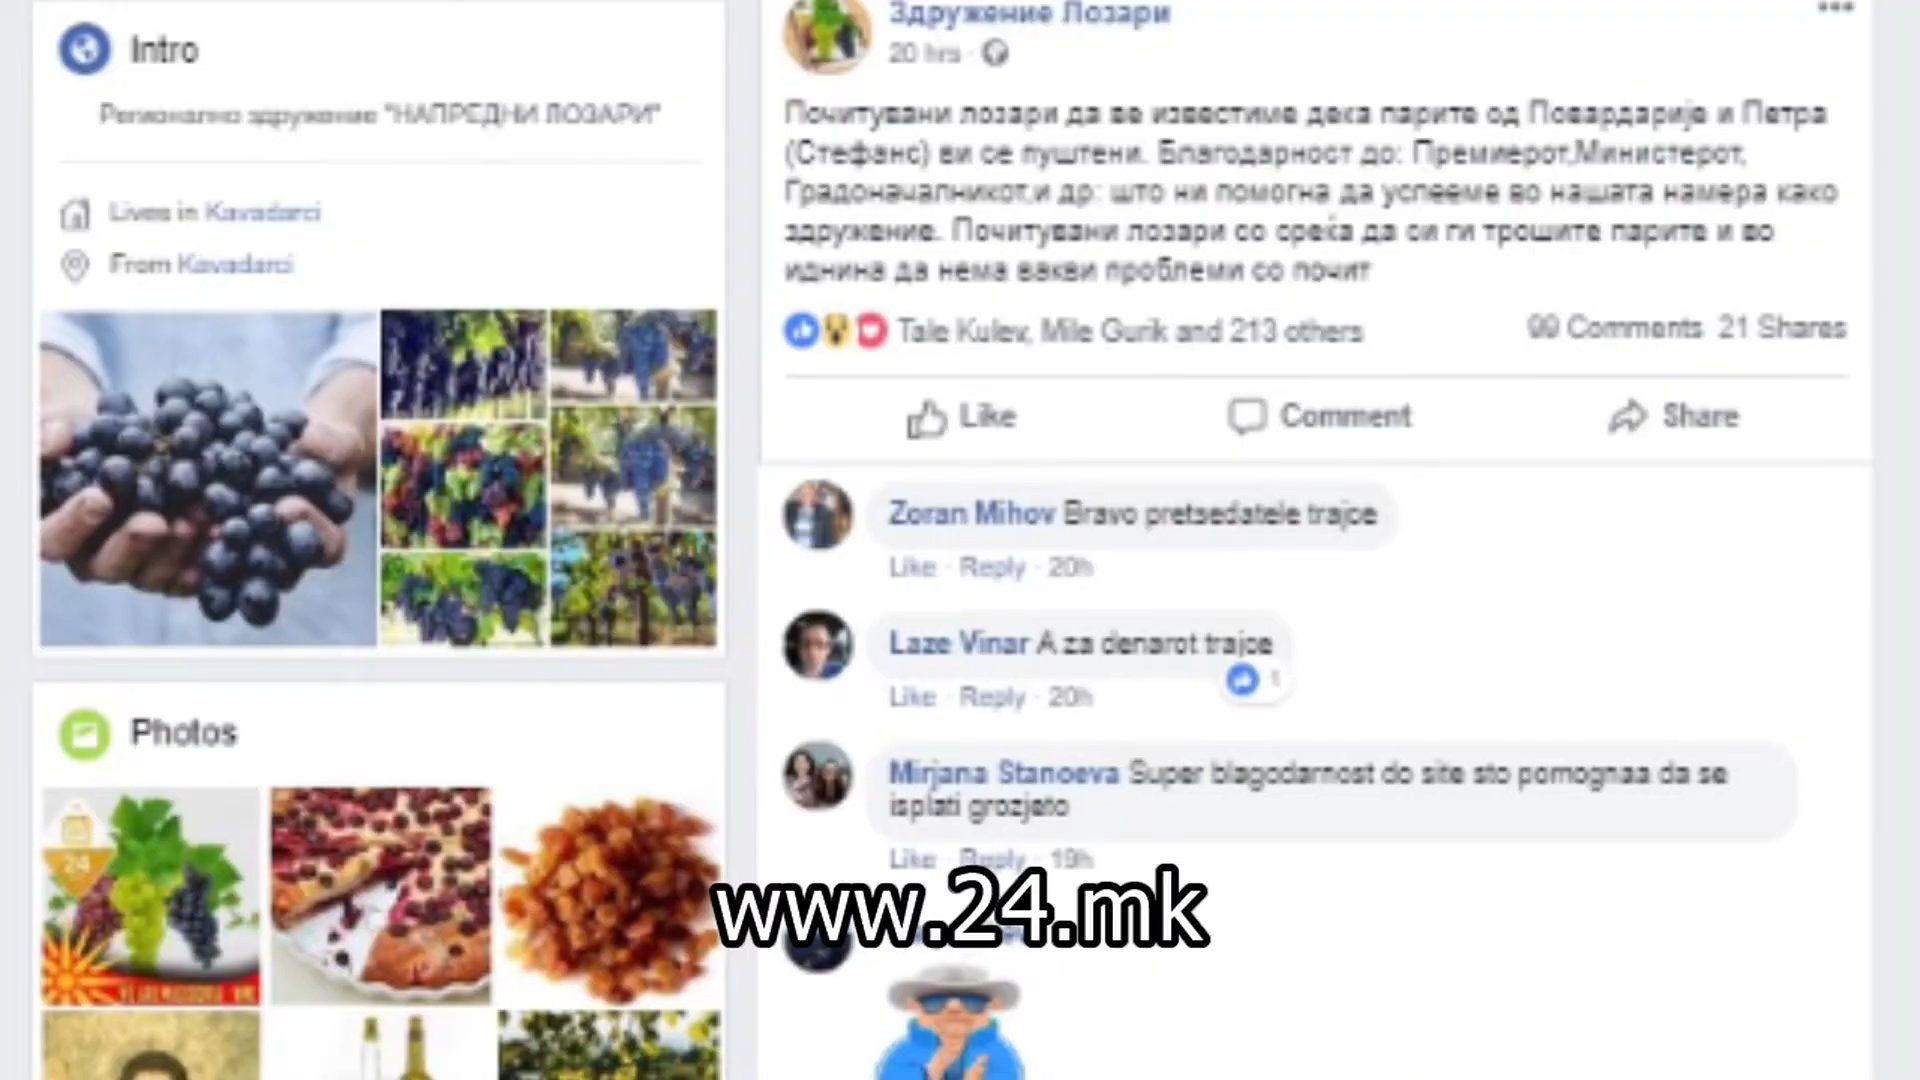 Intro
Регионално здружение "НАПРЕДНИ ЛОЗАРИ"
Lives in Kavadarci
From Kavadarci
Photos
24
Здружение Лозари
20 hrs ·
Почитувани лозари да ве известиме дека парите од Повардарије и Петра
(Стефанс) ви се пуштени. Благодарност до: Премиерот,Министерот,
Градоначалникот,и др: што ни помогна да успееме во нашата намера како
здружение. Почитувани лозари со среќа да си ги трошите парите и во
иднина да нема вакви проблеми со почит
Tale Kulev, Mile Gurik and 213 others
99 Comments 21 Shares
Like Comment Share
Zoran Mihov Bravo pretsedatele trajce
Like · Reply · 20h
Laze Vinar A za denarot trajce
1
Like · Reply · 20h
Mirjana Stanoeva Super blagodarnost do site sto pomognaa da se
isplati grozjeto
Like · Reply · 19h
www.24.mk